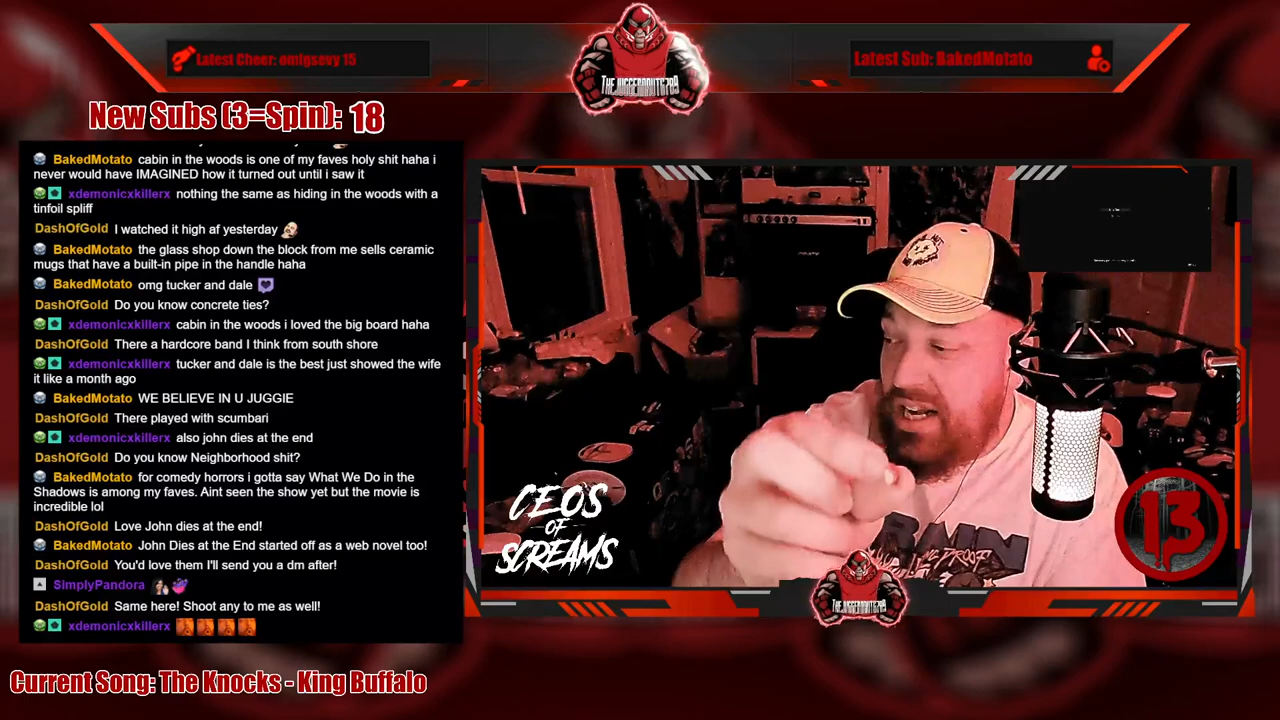 Latest Cheer: omfgsevy 15
THEJUGGERNAUT6789
Latest Sub: BakedMotato
New Subs (3=Spin): 18
BakedMotato cabin in the woods is one of my faves holy shit haha i
never would have IMAGINED how it turned out until i saw it
xdemonicxkillerx nothing the same as hiding in the woods with a
tinfoil spliff
DashOfGold I watched it high af yesterday
BakedMotato the glass shop down the block from me sells ceramic
mugs that have a built-in pipe in the handle haha
BakedMotato omg tucker and dale
DashOfGold Do you know concrete ties?
xdemonicxkillerx cabin in the woods i loved the big board haha
DashOfGold There a hardcore band I think from south shore
xdemonicxkillerx tucker and dale is the best just showed the wife
it like a month ago
BakedMotato WE BELIEVE IN U JUGGIE
DashOfGold There played with scumbari
xdemonicxkillerx also john dies at the end
DashOfGold Do you know Neighborhood shit?
BakedMotato for comedy horrors i gotta say What We Do in the
Shadows is among my faves. Aint seen the show yet but the movie is
incredible lol
DashOfGold Love John dies at the end!
BakedMotato John Dies at the End started off as a web novel too!
DashOfGold You'd love them I'll send you a dm after!
SimplyPandora
DashOfGold Same here! Shoot any to me as well!
xdemonicxkillerx
CEOS
OF
SCREAMS
13
THEJUGGERNAUT6789
Current Song: The Knocks - King Buffalo